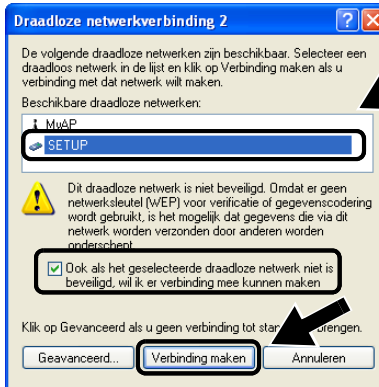 Draadloze netwerkverbinding 2
De volgende draadloze netwerken zijn beschikbaar. Selecteer een
draadloos netwerk in de lijst en klik op Verbinding maken als u
verbinding met dat netwerk wilt maken.
Beschikbare draadloze netwerken:
MyAP
SETUP
Dit draadloze netwerk is niet beveiligd. Omdat er geen
netwerksleutel (WEP) voor verificatie of gegevenscodering
wordt gebruikt, is het mogelijk dat gegevens die via dit
netwerk worden verzonden door anderen worden
onderschept.
Ook als het geselecteerde draadloze netwerk niet is
beveiligd, wil ik er verbinding mee kunnen maken
Klik op Gevanceerd als u geen verbinding tot brengen.
Geavanceerd...
Verbinding maken
Annuleren